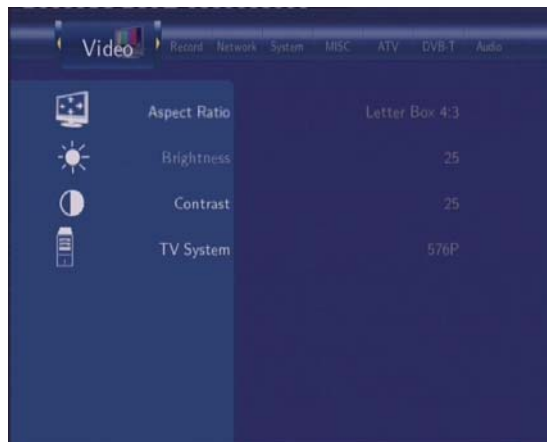 Video Record Network System MISC ATV DVB-T Audio
Aspect Ratio Letter Box 4:3
Brightness 25
Contrast 25
TV System 576P